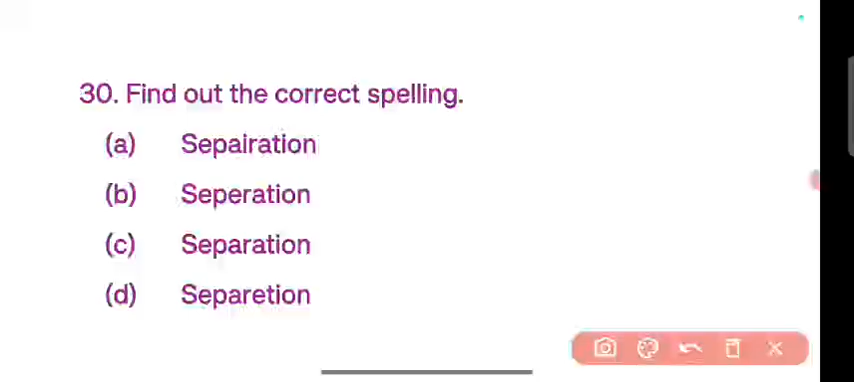 30. Find out the correct spelling.
(a) Sepairation
(b) Seperation
(c) Separation
(d) Separetion